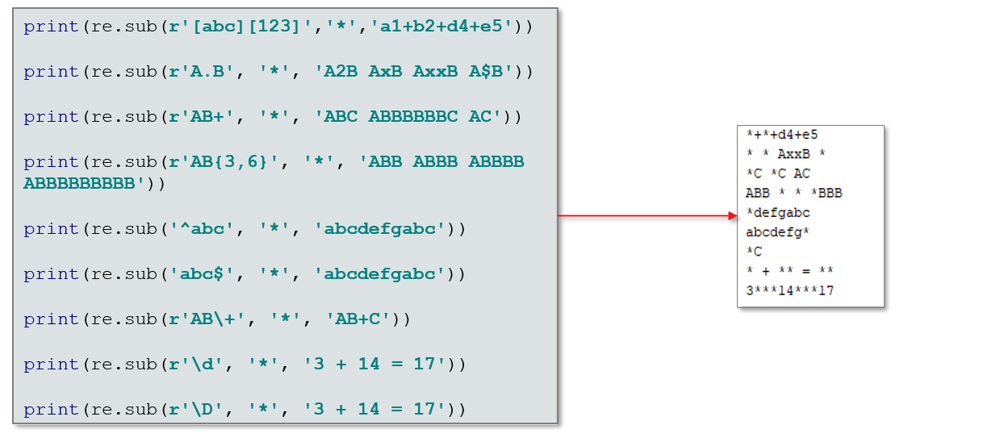 print(re.sub(r'[abc][123]','*','a1+b2+d4+e5'))
print(re.sub(r'A.B', '*', 'A2B AxB AxxB A$B'))
print(re.sub(r'AB+', '*', 'ABC ABBBBBBC AC'))
print(re.sub(r'AB{3,6}', '*', 'ABB ABBB ABBBB
ABBBBBBBBB'))
print(re.sub('^abc', '*', 'abcdefgabc'))
print(re.sub('abc$', '*', 'abcdefgabc'))
print(re.sub(r'AB\+', '*', 'AB+C'))
print(re.sub(r'\d', '*', '3 + 14 = 17'))
print(re.sub(r'\D', '*', '3 + 14 = 17'))
*+*+d4+e5
* * AxxB *
*C *C AC
ABB * * *BBB
*defgabc
abcdefg*
*C
* + ** = **
3***14***17